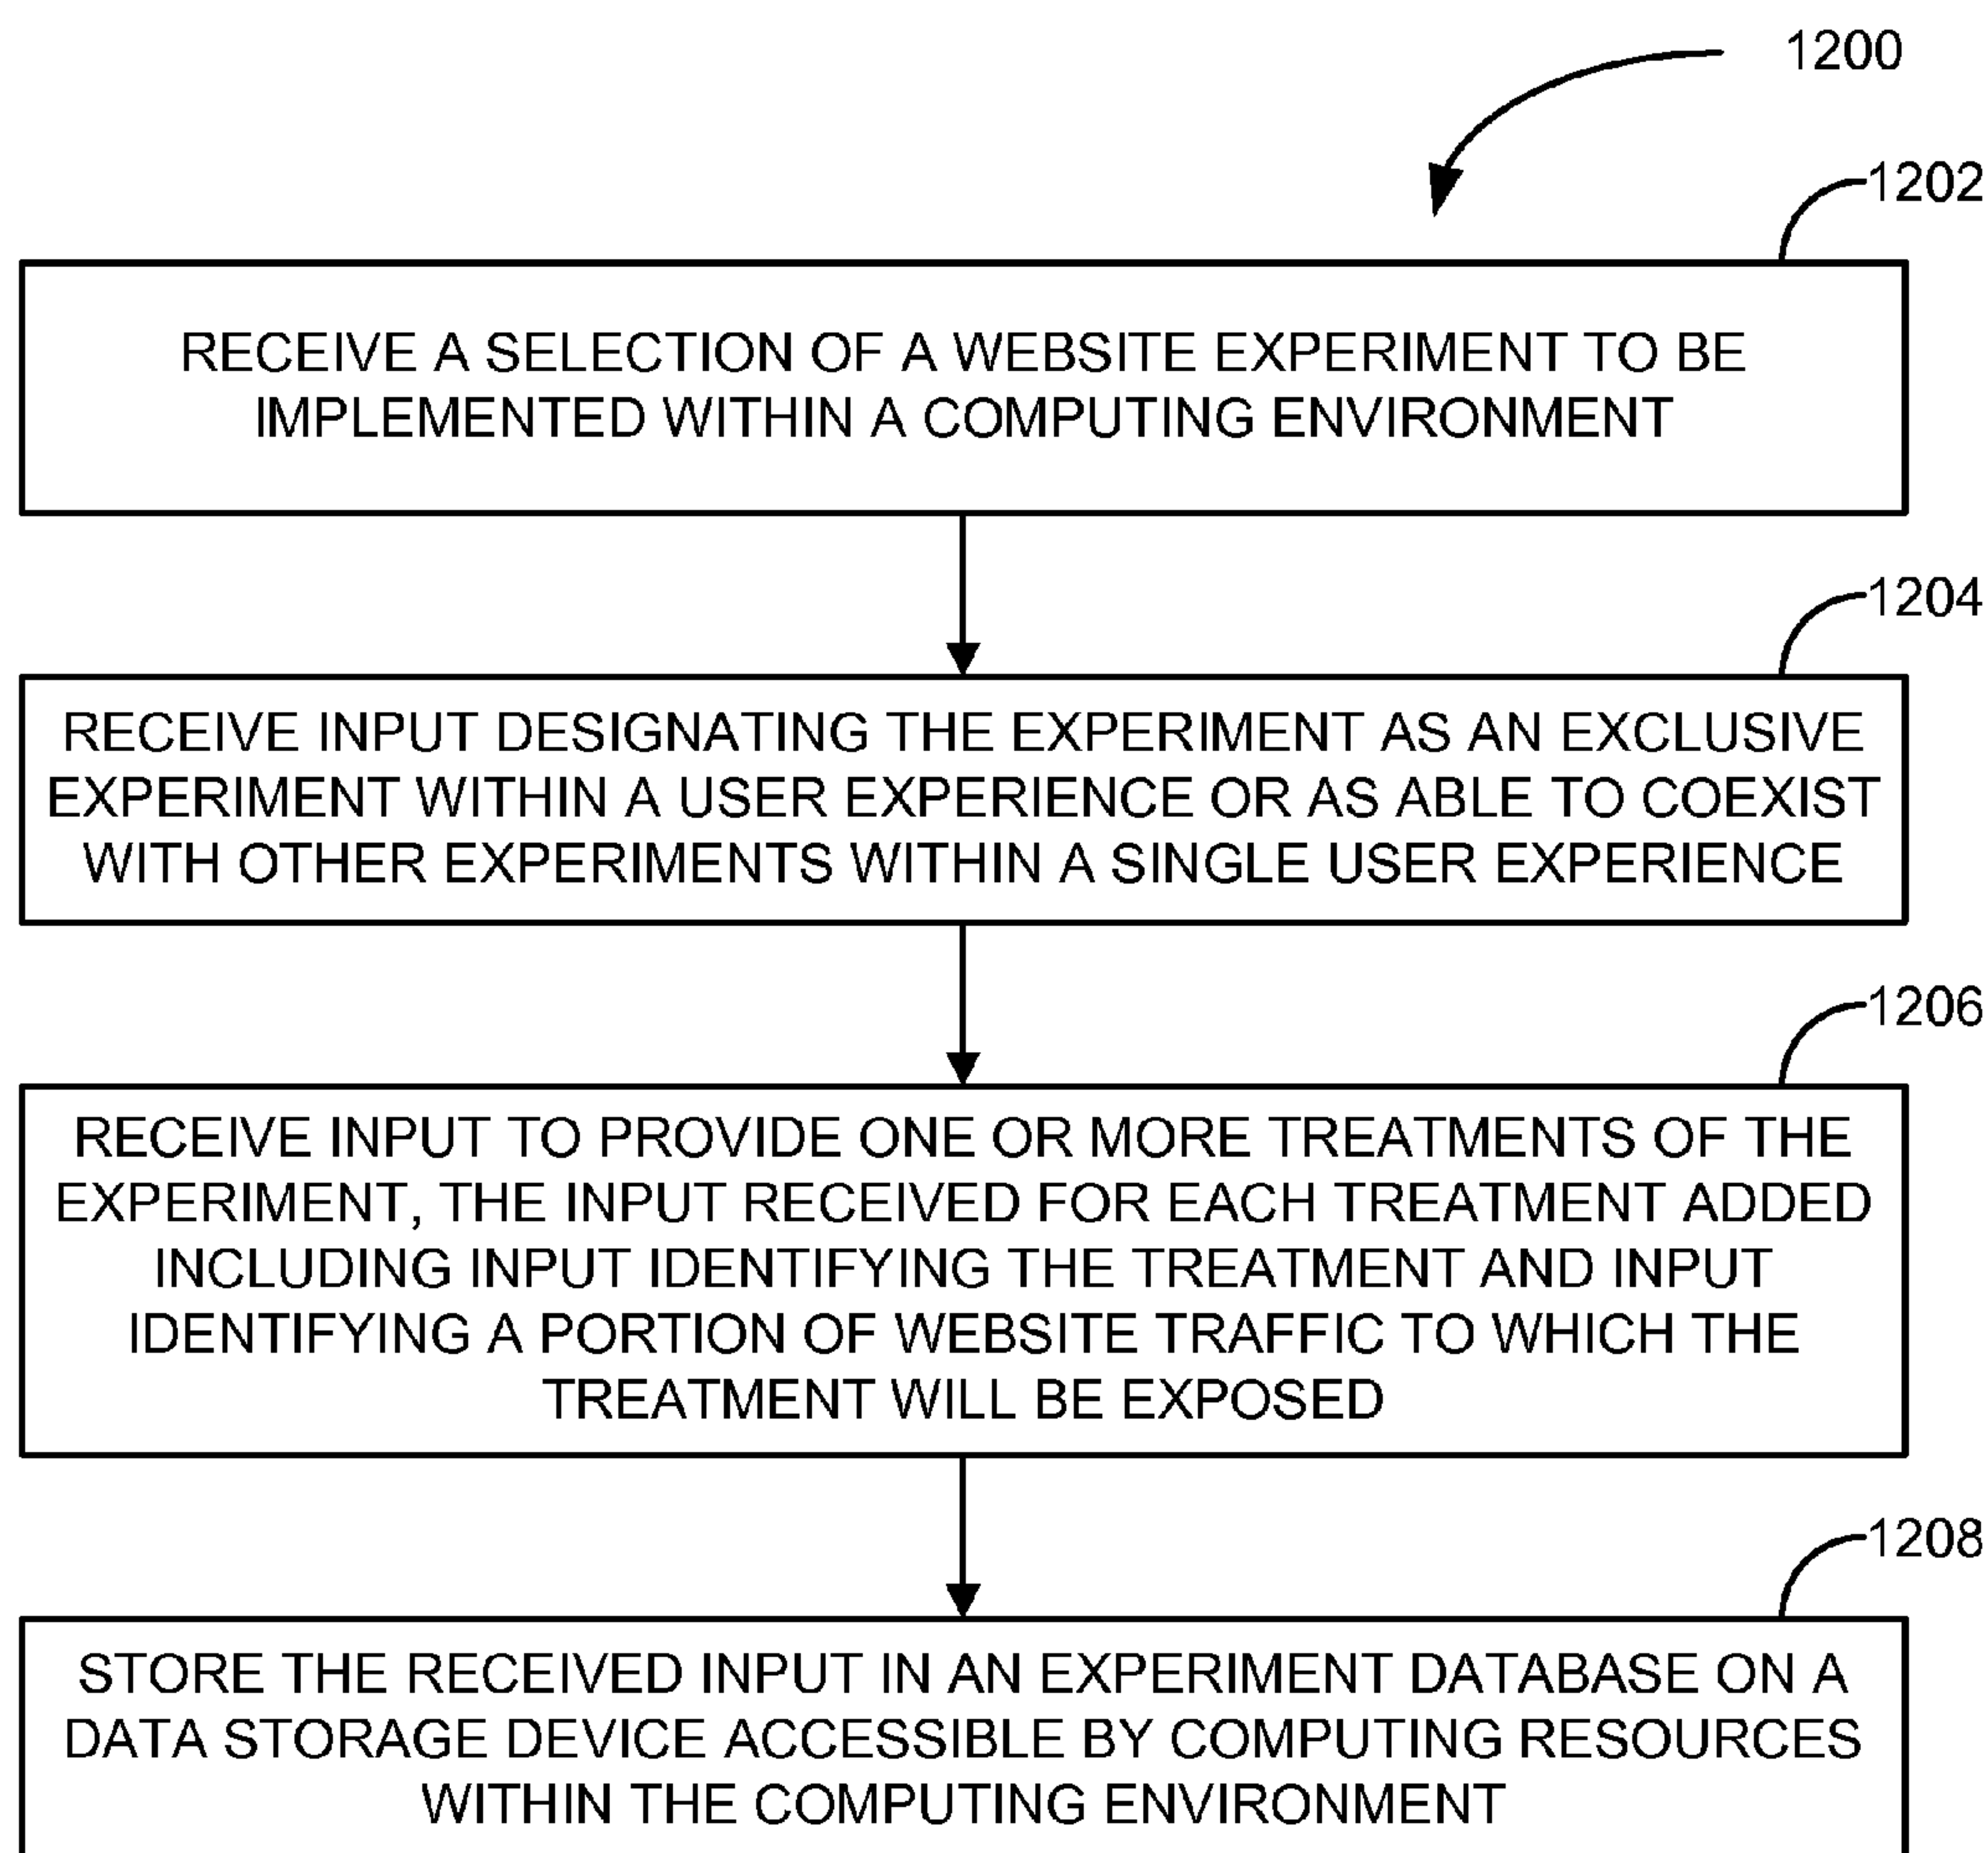 1200
1202
RECEIVE A SELECTION OF A WEBSITE EXPERIMENT TO BE
IMPLEMENTED WITHIN A COMPUTING ENVIRONMENT
1204
RECEIVE INPUT DESIGNATING THE EXPERIMENT AS AN EXCLUSIVE
EXPERIMENT WITHIN A USER EXPERIENCE OR AS ABLE TO COEXIST
WITH OTHER EXPERIMENTS WITHIN A SINGLE USER EXPERIENCE
1206
RECEIVE INPUT TO PROVIDE ONE OR MORE TREATMENTS OF THE
EXPERIMENT, THE INPUT RECEIVED FOR EACH TREATMENT ADDED
INCLUDING INPUT IDENTIFYING THE TREATMENT AND INPUT
IDENTIFYING A PORTION OF WEBSITE TRAFFIC TO WHICH THE
TREATMENT WILL BE EXPOSED
1208
STORE THE RECEIVED INPUT IN AN EXPERIMENT DATABASE ON A
DATA STORAGE DEVICE ACCESSIBLE BY COMPUTING RESOURCES
WITHIN THE COMPUTING ENVIRONMENT